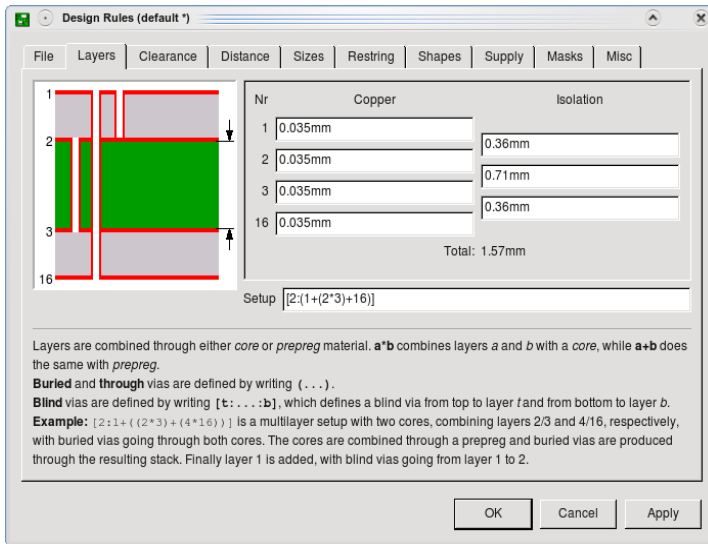 Design Rules (default *)
File Layers Clearance Distance Sizes Restring Shapes Supply Masks Misc
1
2
3
16
Nr Copper Isolation
1 0.035mm
0.36mm
2 0.035mm
0.71mm
3 0.035mm
0.36mm
16 0.035mm
Total: 1.57mm
Setup [2:(1+(2*3)+16)]
Layers are combined through either core or prepreg material. a*b combines layers a and b with a core, while a+b does
the same with prepreg.
Buried and through vias are defined by writing (...).
Blind vias are defined by writing [t:...:b], which defines a blind via from top to layer t and from bottom to layer b.
Example: [2:1+((2*3)+(4*16))] is a multilayer setup with two cores, combining layers 2/3 and 4/16, respectively,
with buried vias going through both cores. The cores are combined through a prepreg and buried vias are produced
through the resulting stack. Finally layer 1 is added, with blind vias going from layer 1 to 2.
OK Cancel Apply